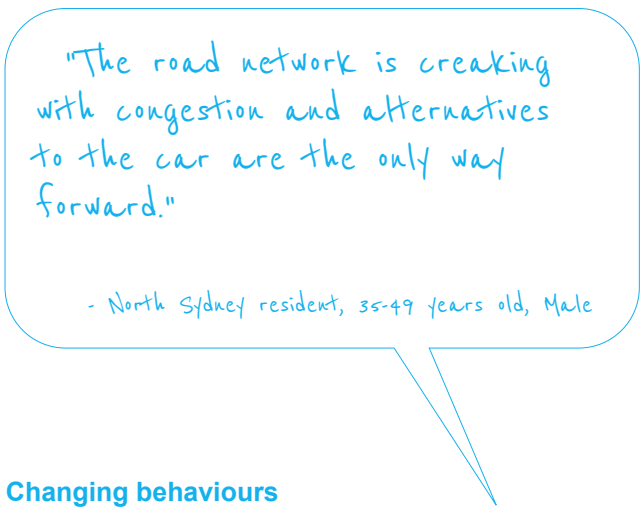 "The road network is creaking
with congestion and alternatives
to the car are the only way
forward."
- North Sydney resident, 35-49 years old, Male
Changing behaviours